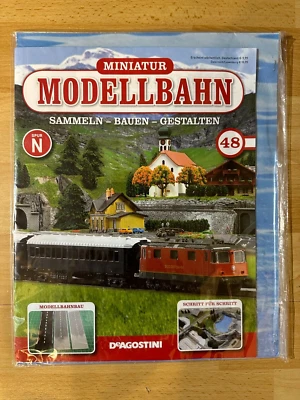 MINIATUR
MODELLBAHN
SAMMELN – BAUEN – GESTALTEN
SPUR
N
48
MODELLBAHNBAU
SCHRITT FÜR SCHRITT
DeAGOSTINI